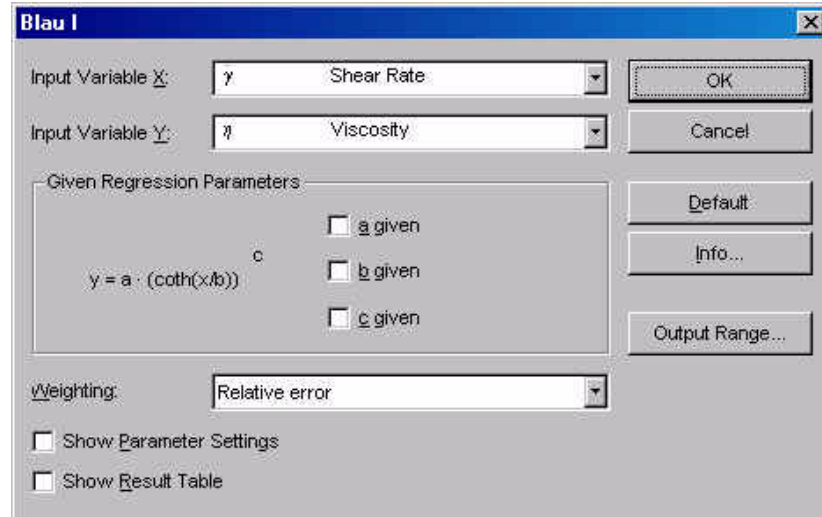 Blau I
Input Variable X: γ̇ Shear Rate
OK
Input Variable Y: η Viscosity
Cancel
Given Regression Parameters
Default
a given
Info...
c
y = a · (coth(x/b))
b given
c given
Output Range...
Weighting: Relative error
Show Parameter Settings
Show Result Table